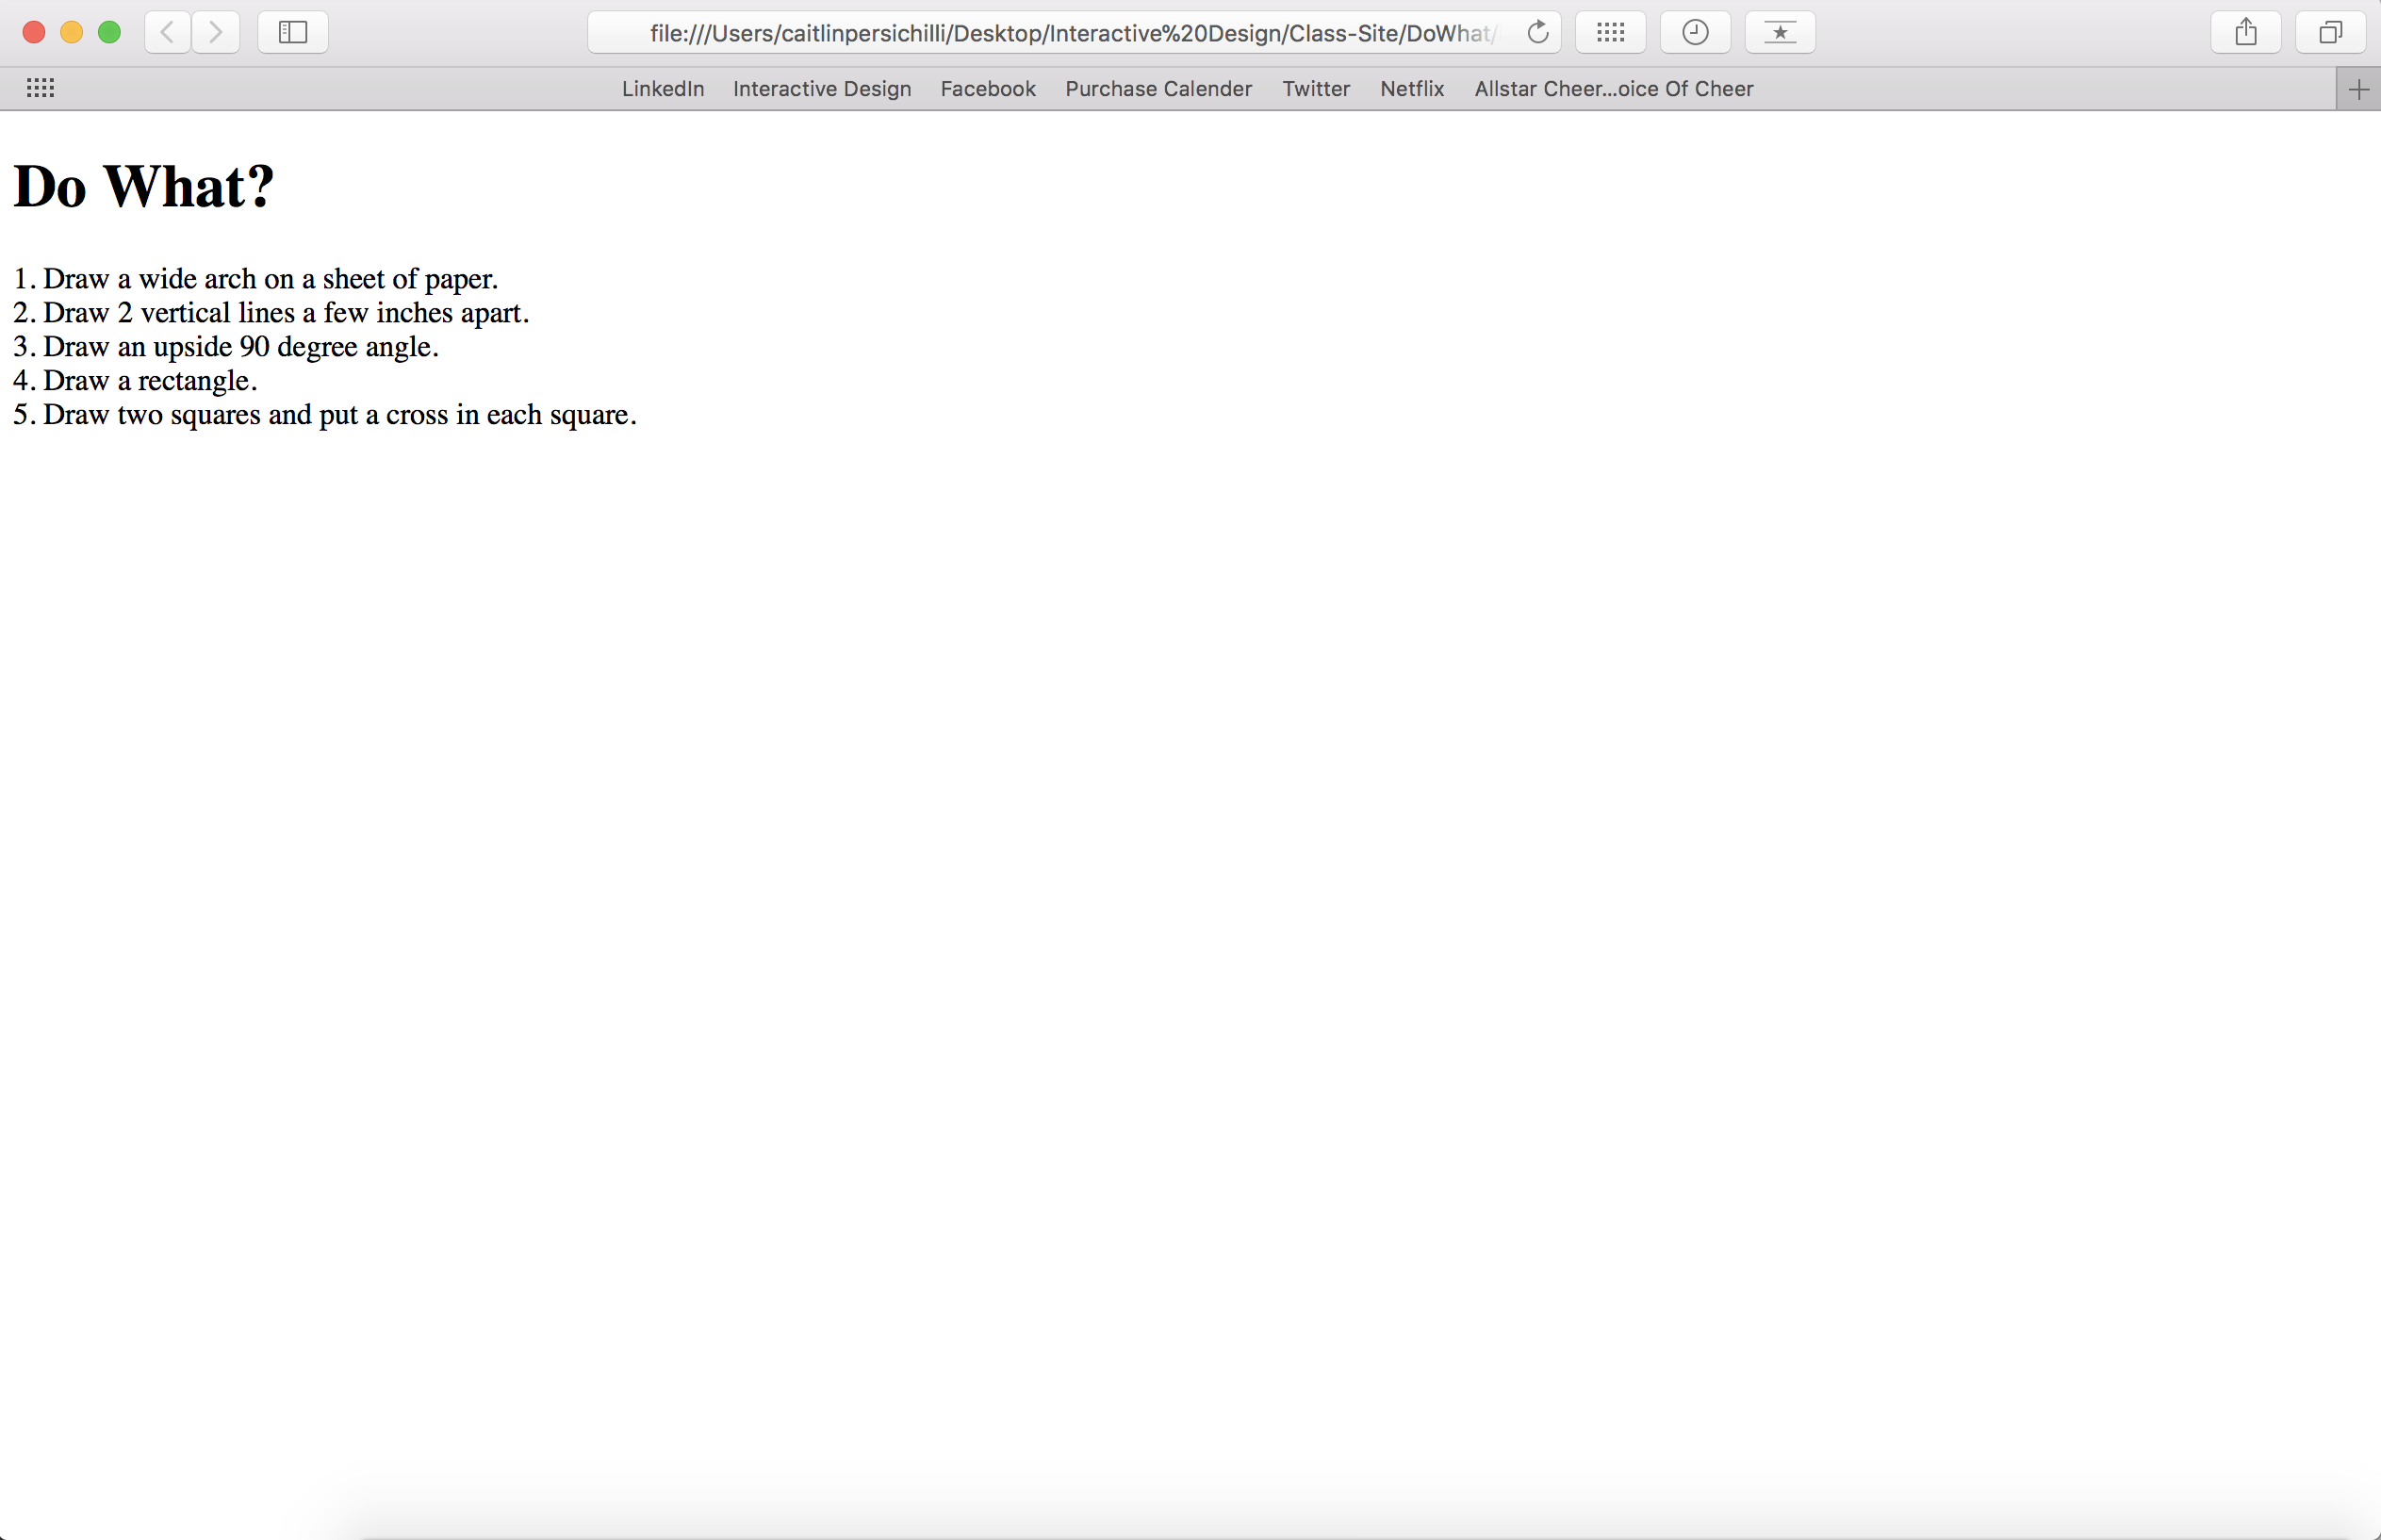 file:///Users/caitlinpersichilli/Desktop/Interactive%20Design/Class-Site/DoWhat/
LinkedIn Interactive Design Facebook Purchase Calender Twitter Netflix Allstar Cheer...oice Of Cheer
Do What?
1. Draw a wide arch on a sheet of paper.
2. Draw 2 vertical lines a few inches apart.
3. Draw an upside 90 degree angle.
4. Draw a rectangle.
5. Draw two squares and put a cross in each square.